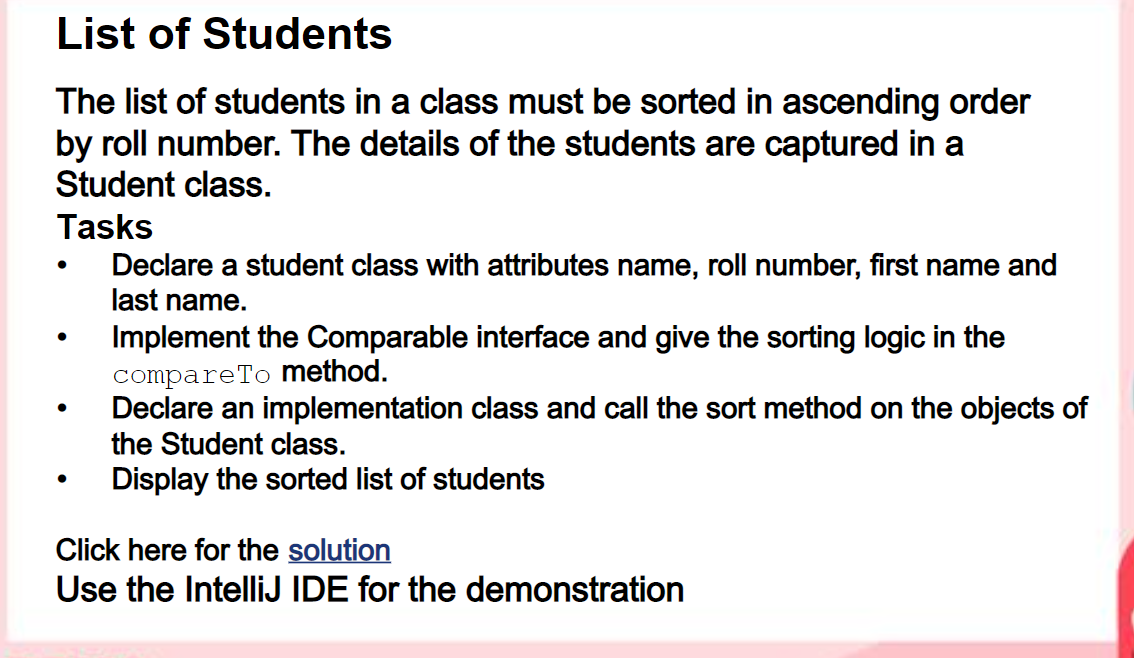 List of Students
The list of students in a class must be sorted in ascending order
by roll number. The details of the students are captured in a
Student class.
Tasks
• Declare a student class with attributes name, roll number, first name and
last name.
• Implement the Comparable interface and give the sorting logic in the
compareTo method.
• Declare an implementation class and call the sort method on the objects of
the Student class.
• Display the sorted list of students
Click here for the solution
Use the IntelliJ IDE for the demonstration